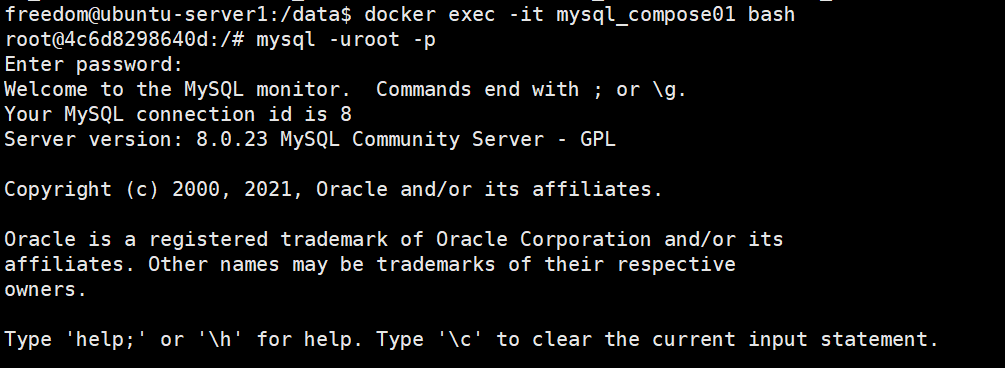 freedom@ubuntu-server1:/data$ docker exec -it mysql_compose01 bash
root@4c6d8298640d:/# mysql -uroot -p
Enter password:
Welcome to the MySQL monitor.  Commands end with ; or \g.
Your MySQL connection id is 8
Server version: 8.0.23 MySQL Community Server - GPL
Copyright (c) 2000, 2021, Oracle and/or its affiliates.
Oracle is a registered trademark of Oracle Corporation and/or its
affiliates. Other names may be trademarks of their respective
owners.
Type 'help;' or '\h' for help. Type '\c' to clear the current input statement.